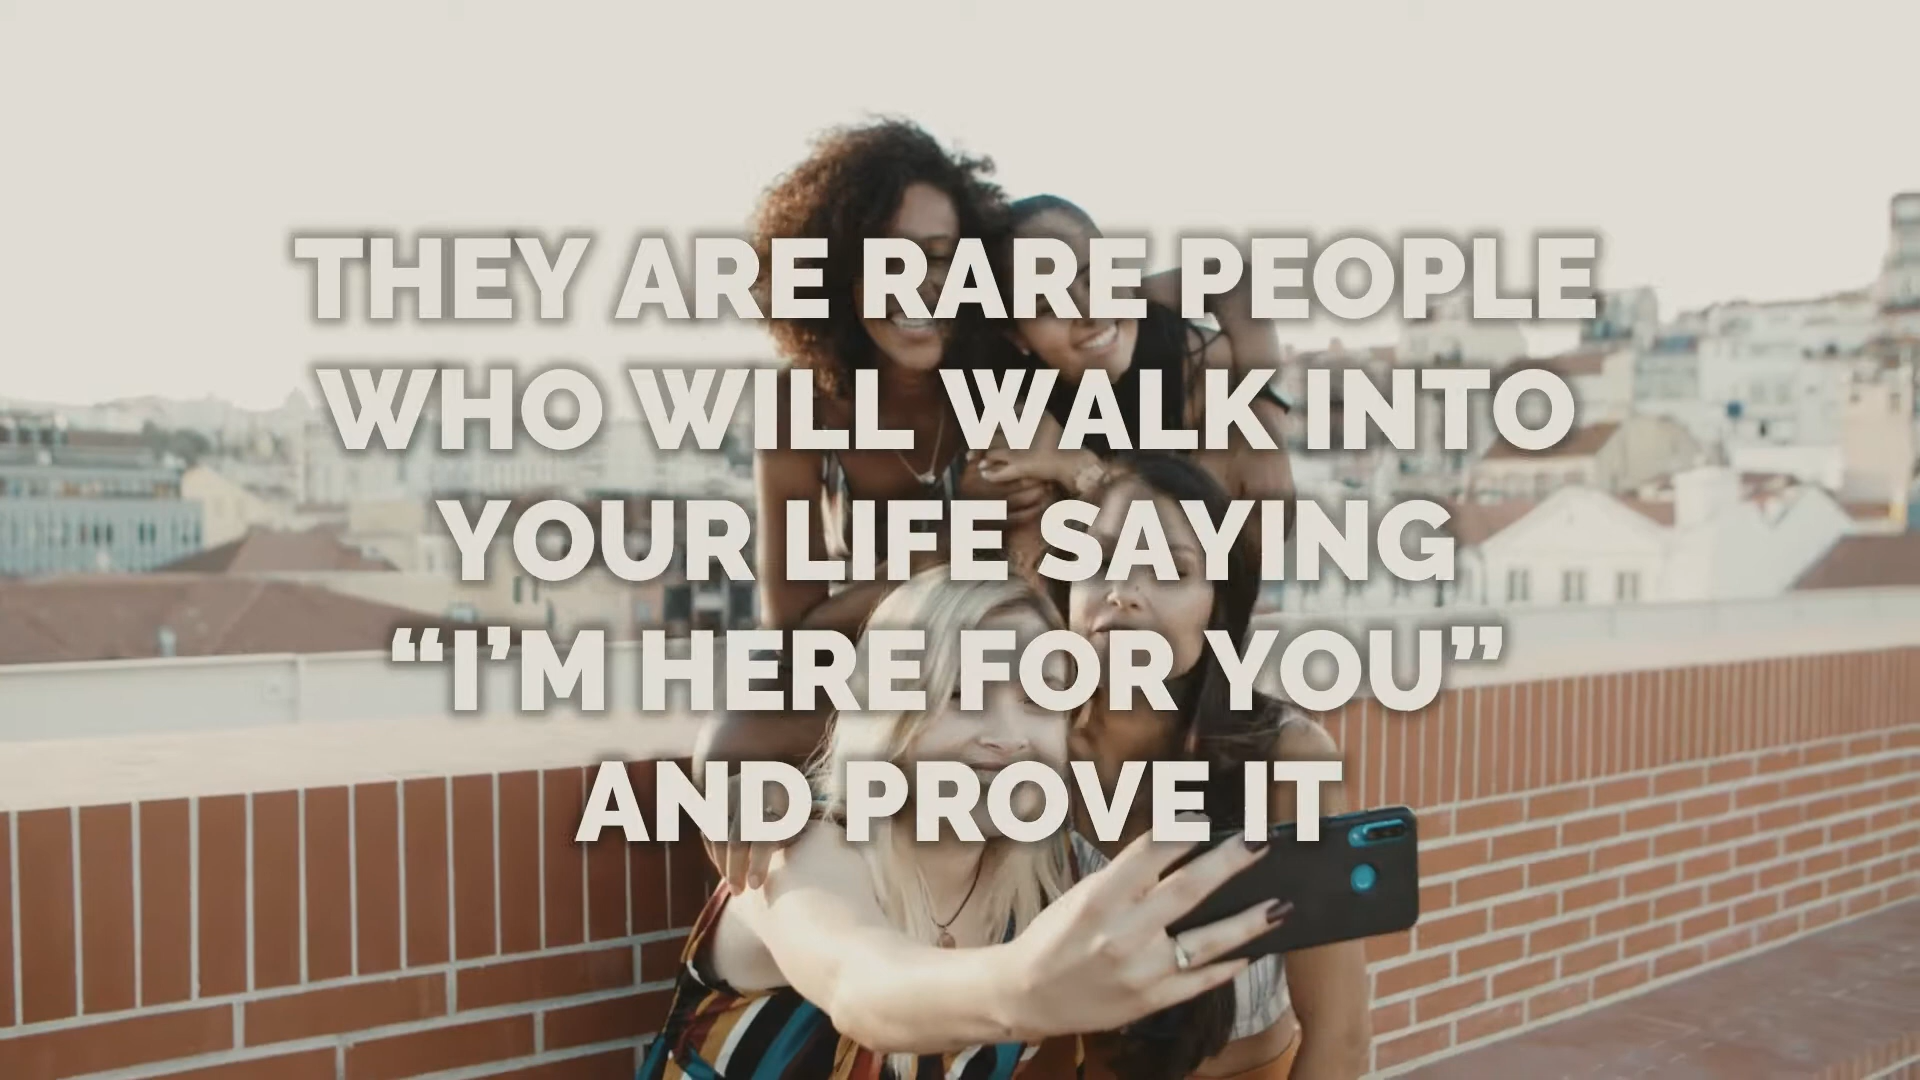 THEY ARE RARE PEOPLE
WHO WILL WALK INTO
YOUR LIFE SAYING
“I’M HERE FOR YOU”
AND PROVE IT